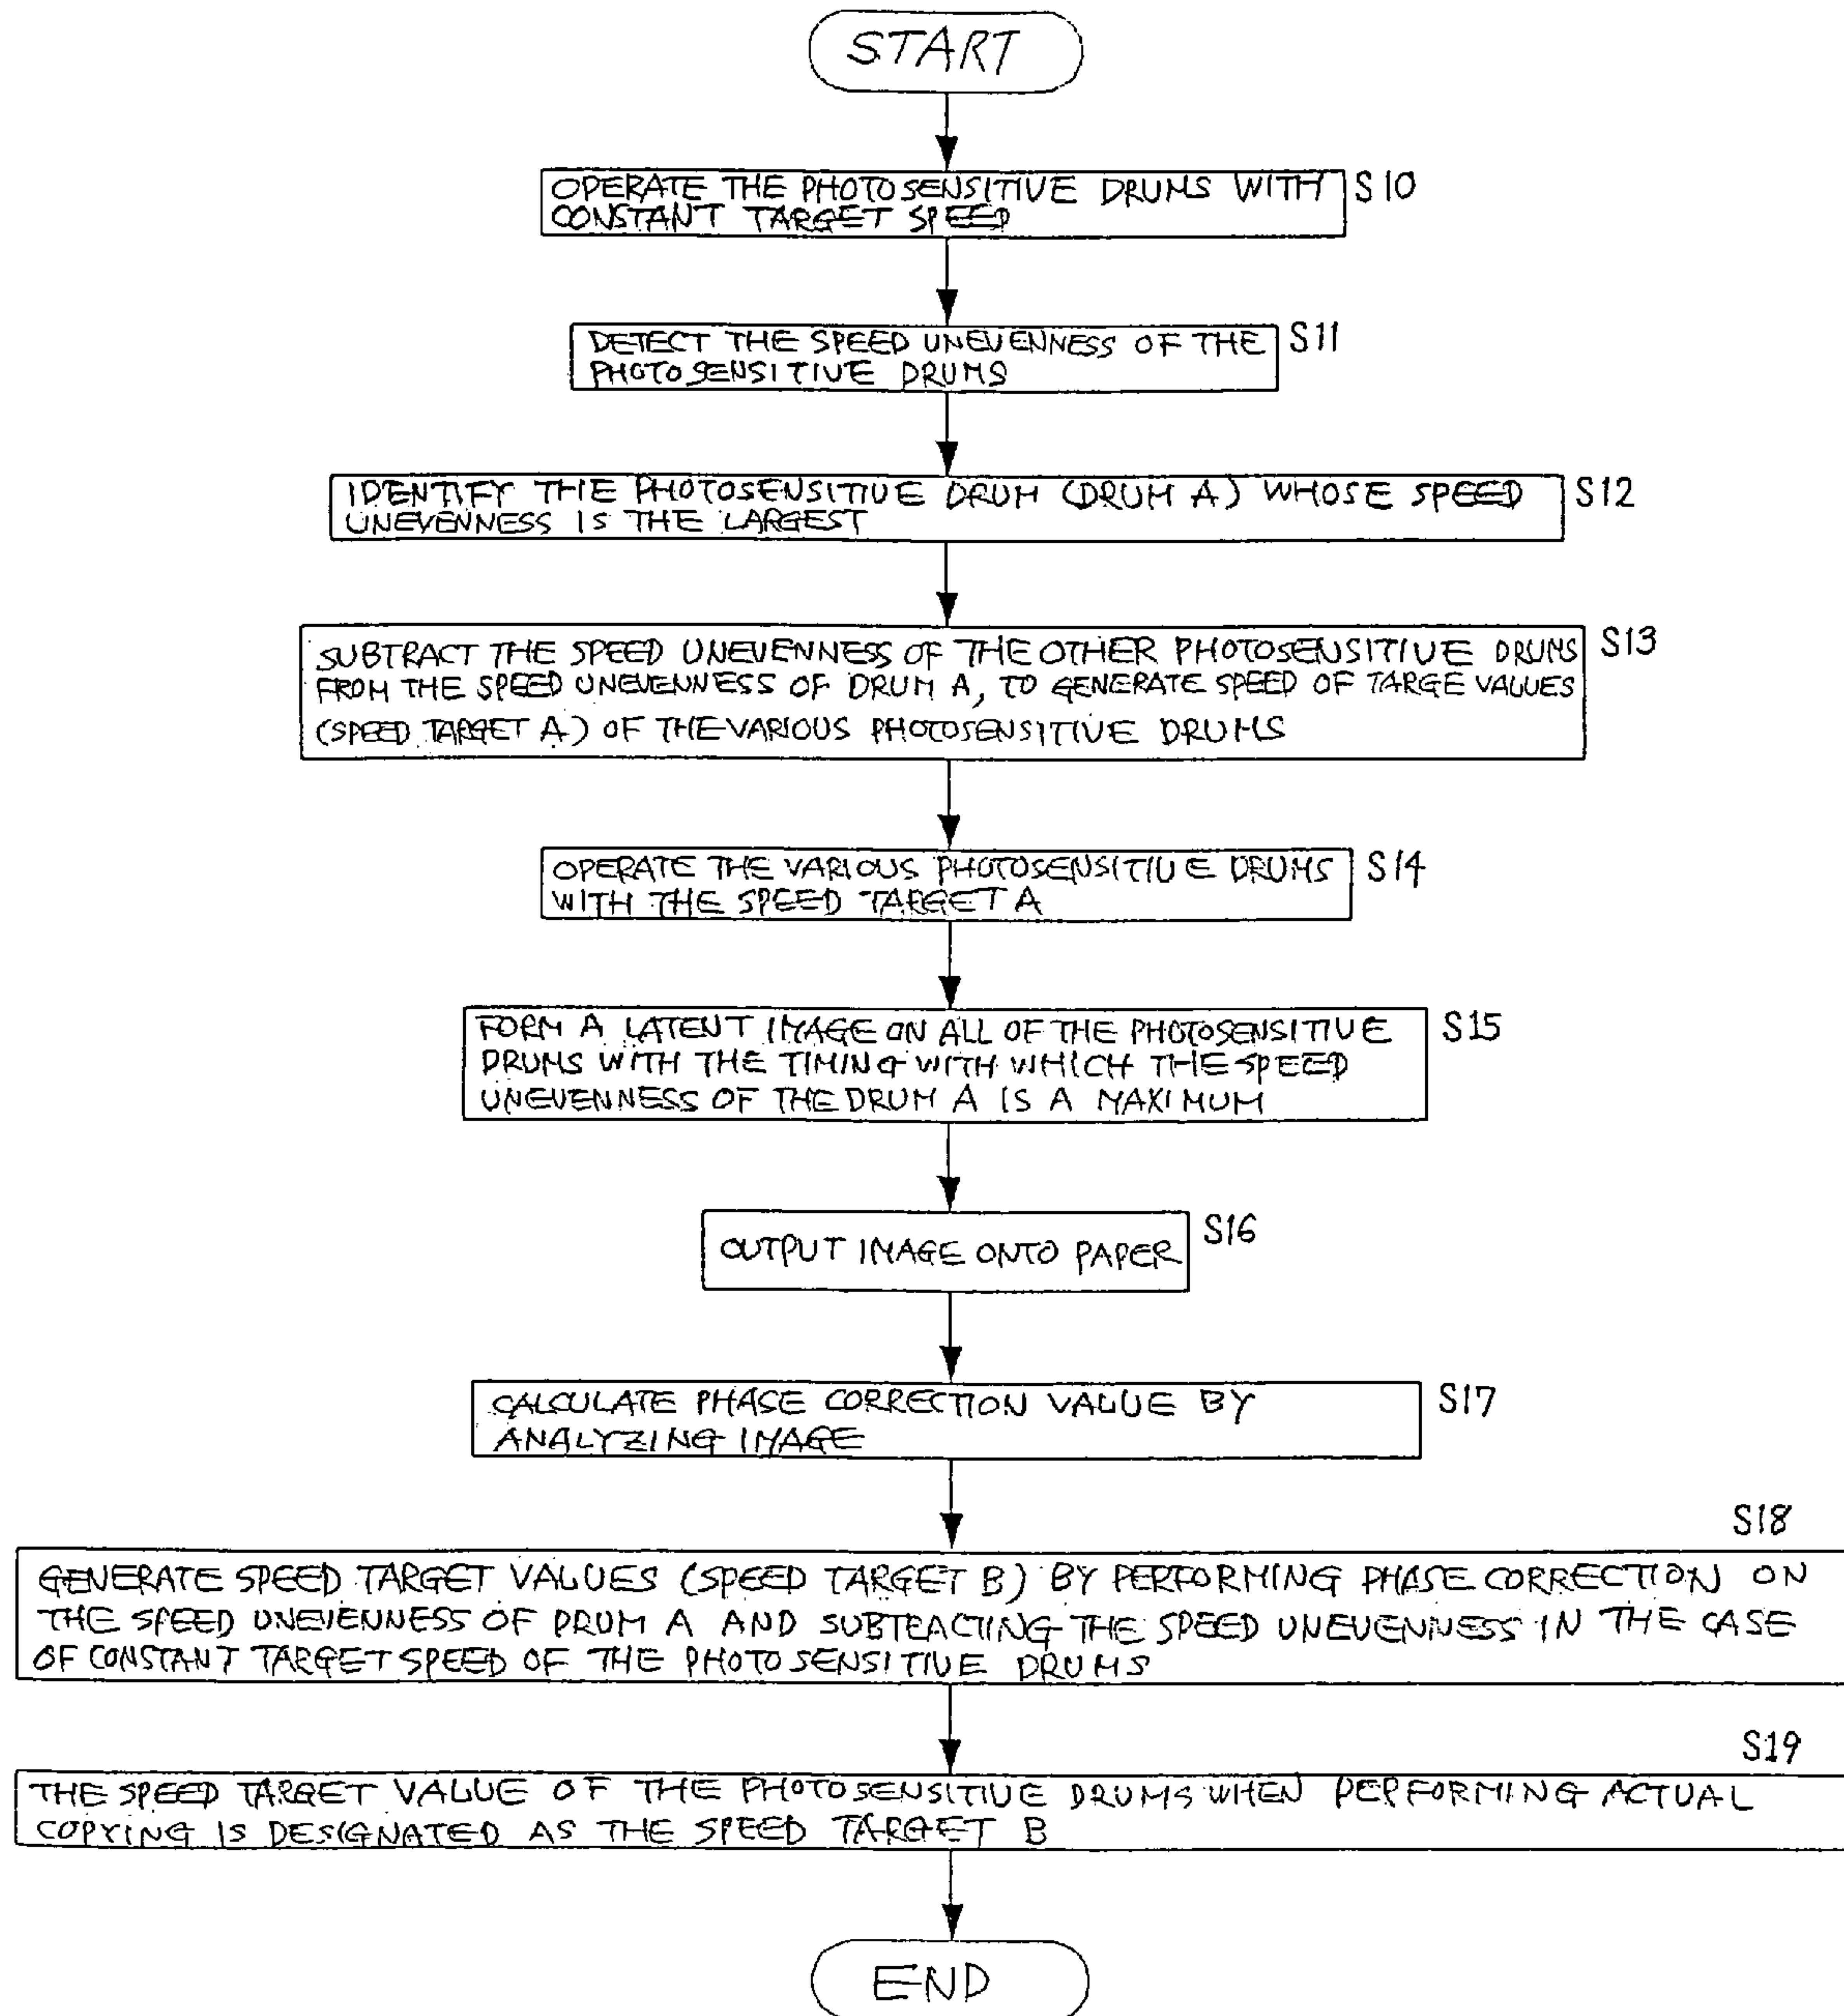 START
OPERATE THE PHOTOSENSITIVE DRUMS WITH S10
CONSTANT TARGET SPEED
DETECT THE SPEED UNEVENNESS OF THE S11
PHOTOSENSITIVE DRUMS
IDENTIFY THE PHOTOSENSITIVE DRUM (DRUM A) WHOSE SPEED S12
UNEVENNESS IS THE LARGEST
SUBTRACT THE SPEED UNEVENNESS OF THE OTHER PHOTOSENSITIVE DRUMS S13
FROM THE SPEED UNEVENNESS OF DRUM A, TO GENERATE SPEED OF TARGE VALUES
(SPEED TARGET A) OF THE VARIOUS PHOTOSENSITIVE DRUMS
OPERATE THE VARIOUS PHOTOSENSITIVE DRUMS S14
WITH THE SPEED TARGET A
FORM A LATENT IMAGE ON ALL OF THE PHOTOSENSITIVE S15
DRUMS WITH THE TIMING WITH WHICH THE SPEED
UNEVENNESS OF THE DRUM A IS A MAXIMUM
OUTPUT IMAGE ONTO PAPER S16
CALCULATE PHASE CORRECTION VALUE BY S17
ANALYZING IMAGE
S18
GENERATE SPEED TARGET VALUES (SPEED TARGET B) BY PERFORMING PHASE CORRECTION ON
THE SPEED UNEVENNESS OF DRUM A AND SUBTRACTING THE SPEED UNEVENNESS IN THE CASE
OF CONSTANT TARGET SPEED OF THE PHOTOSENSITIVE DRUMS
S19
THE SPEED TARGET VALUE OF THE PHOTOSENSITIVE DRUMS WHEN PERFORMING ACTUAL
COPYING IS DESIGNATED AS THE SPEED TARGET B
END